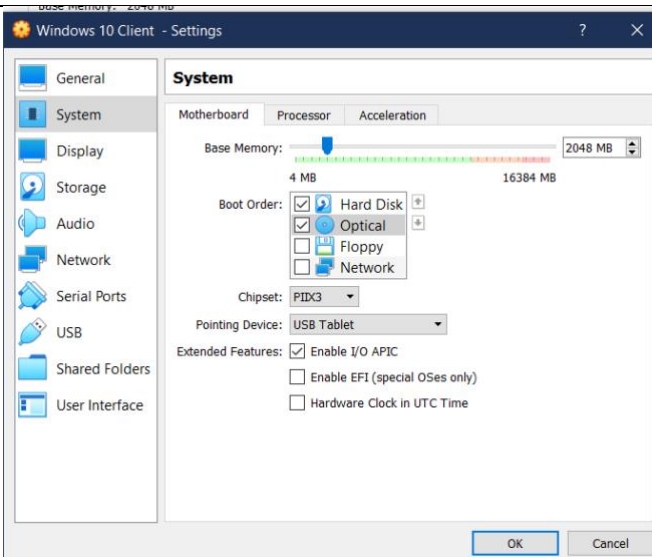 Base Memory: 2048 MB
Windows 10 Client - Settings
?
General
System
Display
Storage
Audio
Network
Serial Ports
USB
Shared Folders
User Interface
System
Motherboard Processor Acceleration
Base Memory: 2048 MB
4 MB 16384 MB
Boot Order: Hard Disk
Optical
Floppy
Network
Chipset: PIIX3
Pointing Device: USB Tablet
Extended Features: Enable I/O APIC
Enable EFI (special OSes only)
Hardware Clock in UTC Time
OK Cancel